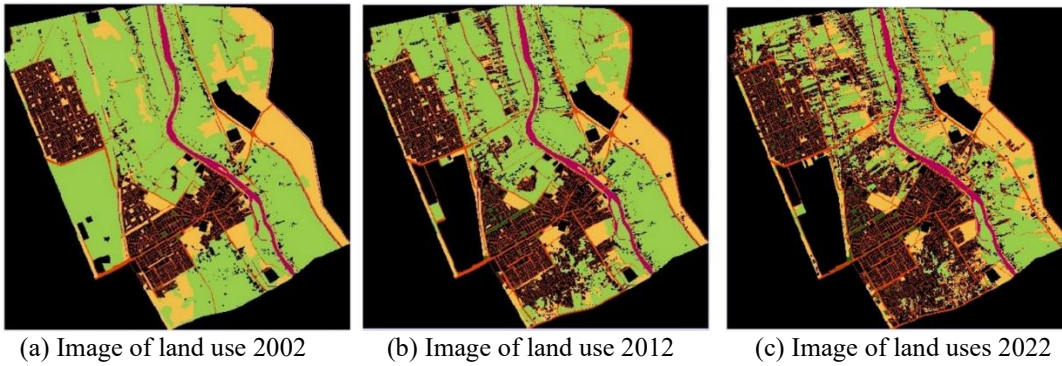 (a) Image of land use 2002
(b) Image of land use 2012
(c) Image of land uses 2022